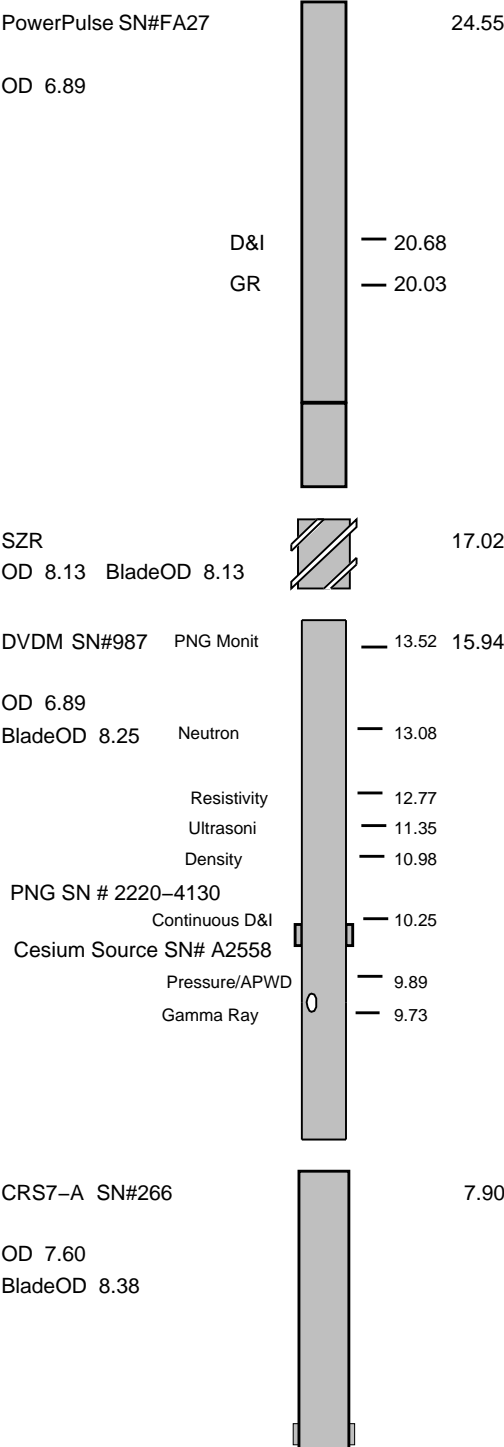 PowerPulse SN#FA27 24.55
OD 6.89
D&I 20.68
GR 20.03
SZR 17.02
OD 8.13 BladeOD 8.13
DVDM SN#987 PNG Monit 13.52 15.94
OD 6.89
BladeOD 8.25 Neutron 13.08
Resistivity 12.77
Ultrasoni 11.35
Density 10.98
PNG SN # 2220−4130
Continuous D&I 10.25
Cesium Source SN# A2558
Pressure/APWD 9.89
Gamma Ray 9.73
CRS7−A SN#266 7.90
OD 7.60
BladeOD 8.38